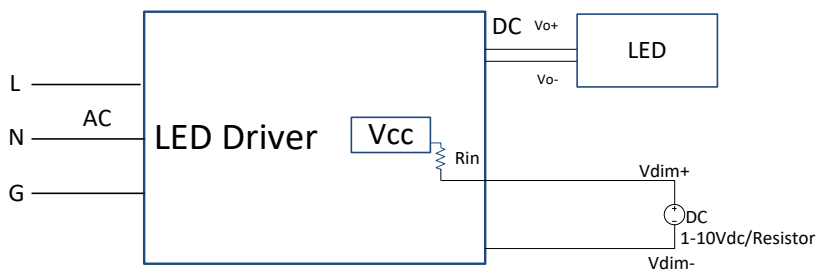 DC
Vo+
LED
Vo-
L
AC
N
G
LED Driver
Vcc
Rin
Vdim+
+
−
DC
1-10Vdc/Resistor
Vdim-